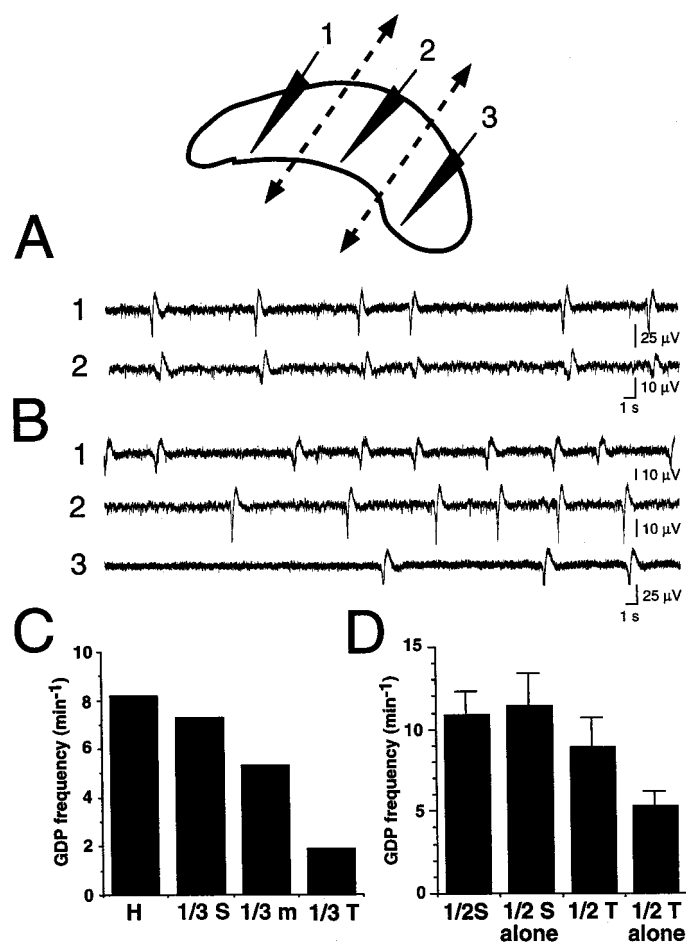 1
2
3
A
1
25 µV
2
10 µV
1 s
B
1
10 µV
2
10 µV
3
25 µV
1 s
C
GDP frequency (min⁻¹)
10
8
6
4
2
0
H
1/3 S
1/3 m
1/3 T
D
GDP frequency (min⁻¹)
15
10
5
0
1/2S
1/2 S
alone
1/2 T
1/2 T
alone